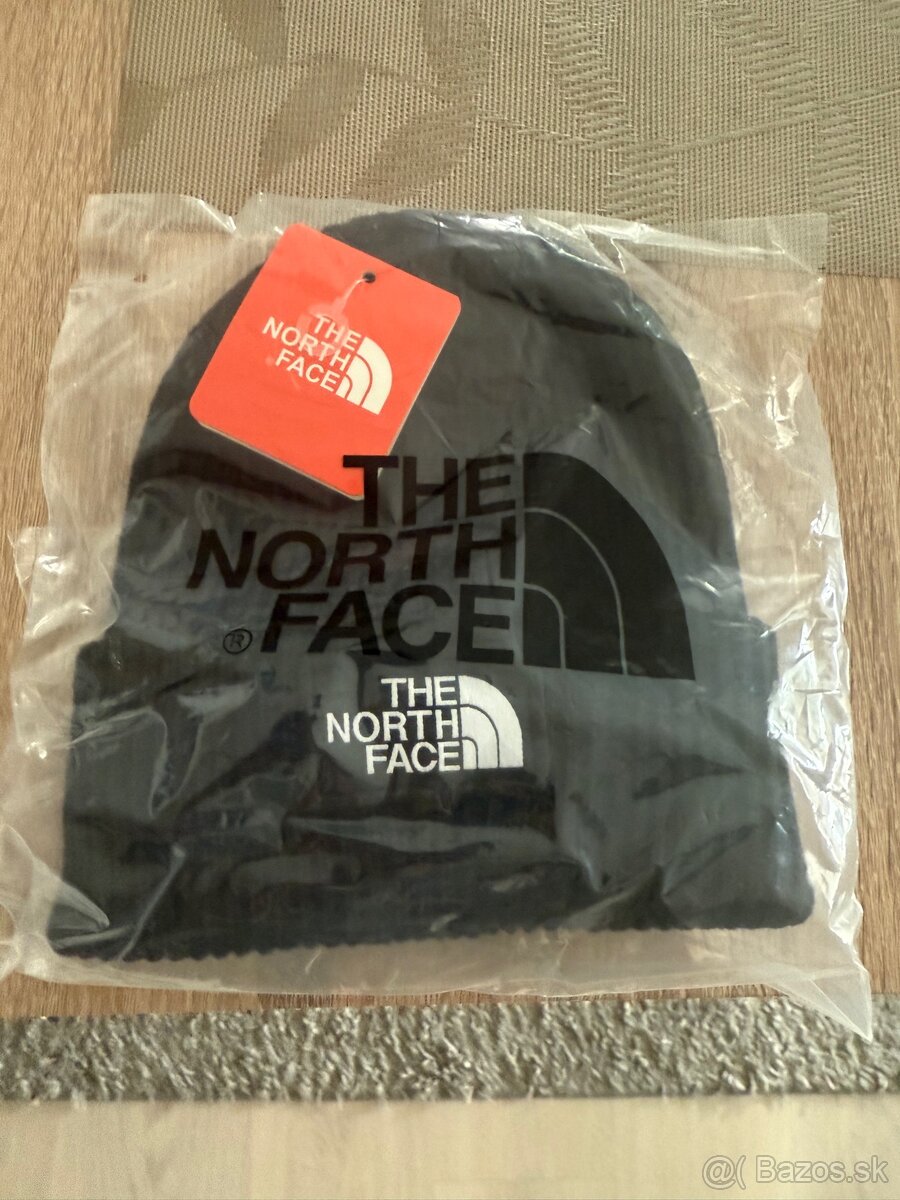 THE
NORTH
FACE
THE
NORTH
® FACE
THE
NORTH
FACE
@( Bazos.sk